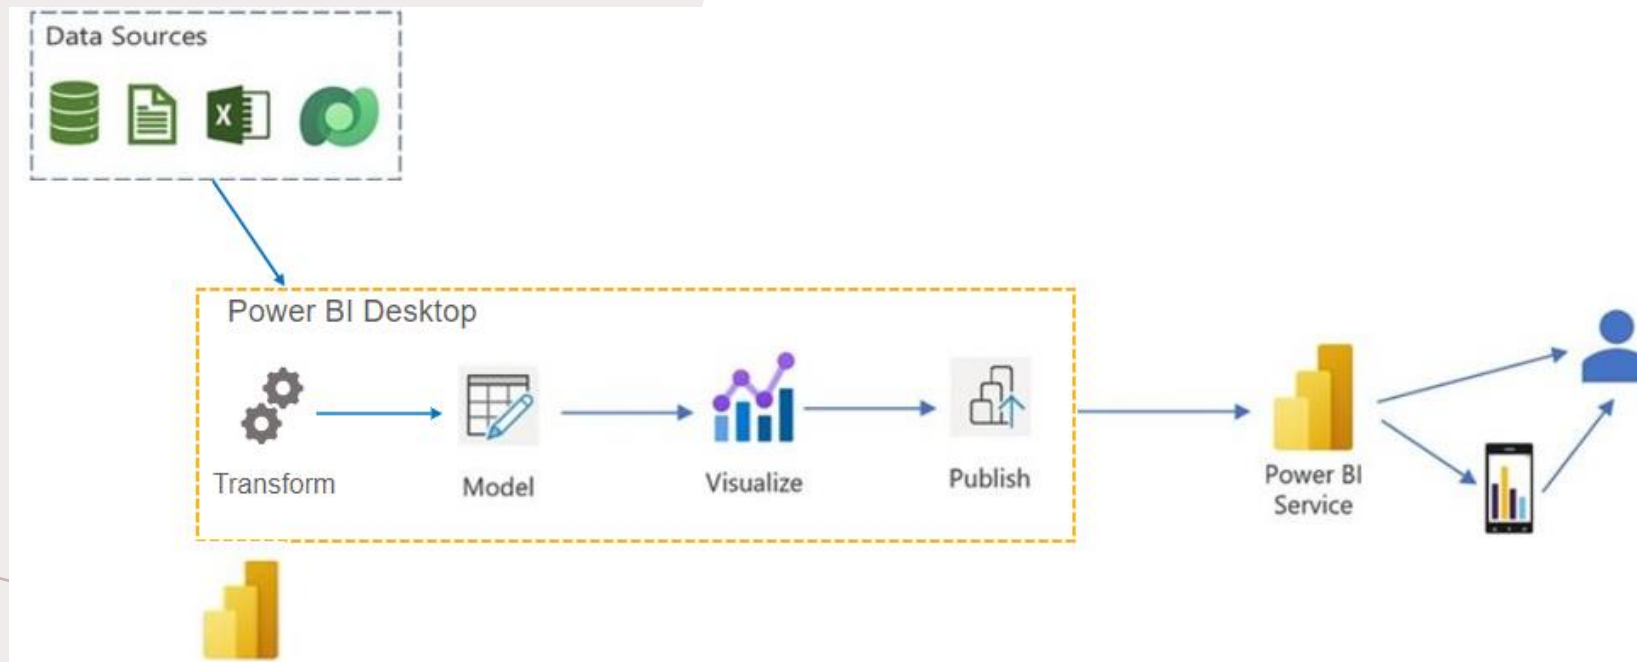 Data Sources
X
Power BI Desktop
Transform
Model
Visualize
Publish
Power BI
Service